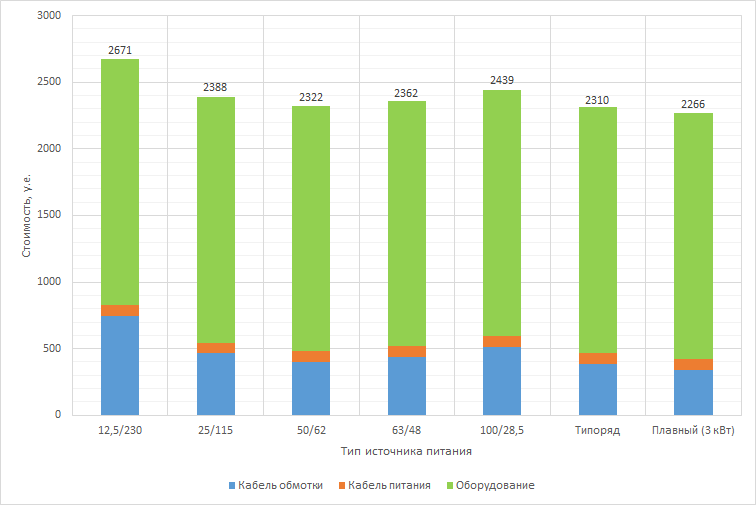 3000
2671
2388
2322
2362
2439
2310
2266
2500
2000
1500
1000
500
0
Стоимость, у.е.
12,5/230
25/115
50/62
63/48
100/28,5
Типоряд
Плавный (3 кВт)
Тип источника питания
Кабель обмотки
Кабель питания
Оборудование